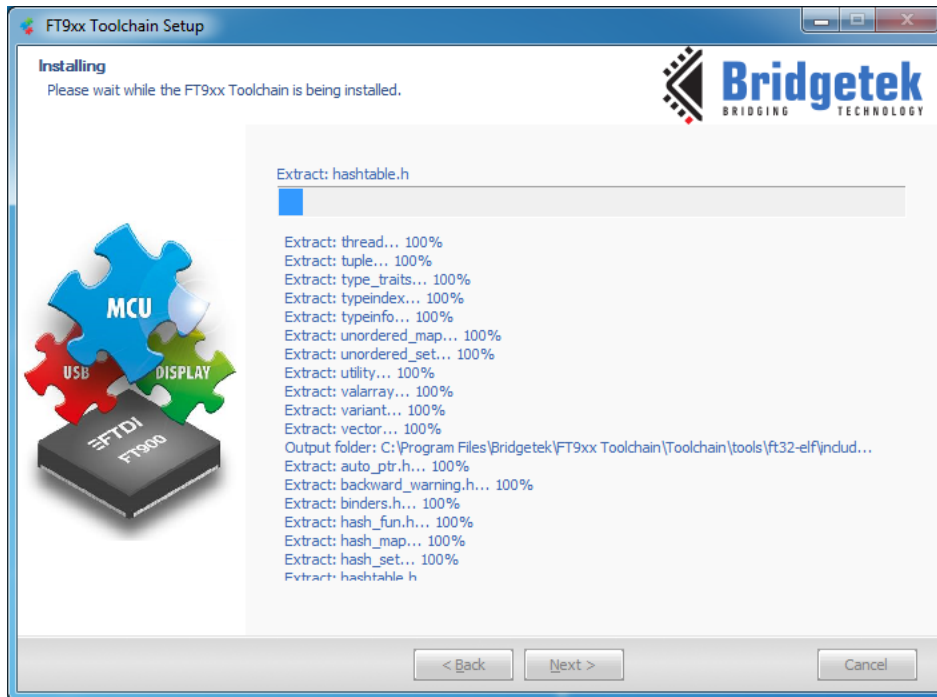 FT9xx Toolchain Setup
Installing
Please wait while the FT9xx Toolchain is being installed.
Bridgetek
BRIDGING TECHNOLOGY
Extract: hashtable.h
Extract: thread... 100%
Extract: tuple... 100%
Extract: type_traits... 100%
Extract: typeindex... 100%
Extract: typeinfo... 100%
Extract: unordered_map... 100%
Extract: unordered_set... 100%
Extract: utility... 100%
Extract: valarray... 100%
Extract: variant... 100%
Extract: vector... 100%
Output folder: C:\Program Files\Bridgetek\FT9xx Toolchain\Toolchain\tools\ft32-elf\includ...
Extract: auto_ptr.h... 100%
Extract: backward_warning.h... 100%
Extract: binders.h... 100%
Extract: hash_fun.h... 100%
Extract: hash_map... 100%
Extract: hash_set... 100%
Extract: hashtable.h
MCU
USB
DISPLAY
FTDI
FT900
< Back
Next >
Cancel